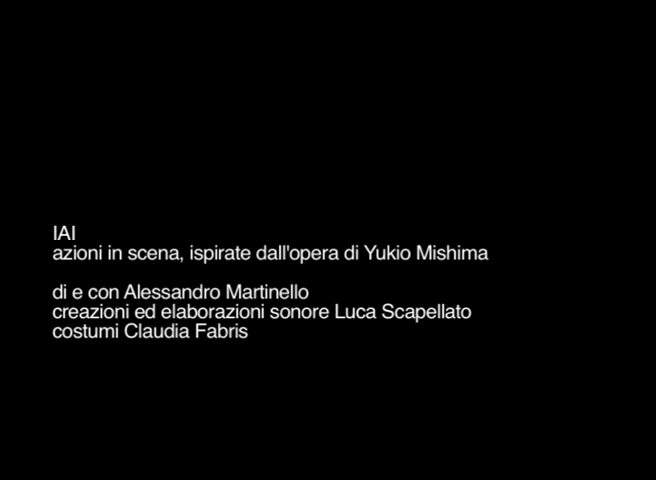 IAI
azioni in scena, ispirate dall'opera di Yukio Mishima
di e con Alessandro Martinello
creazioni ed elaborazioni sonore Luca Scapellato
costumi Claudia Fabris